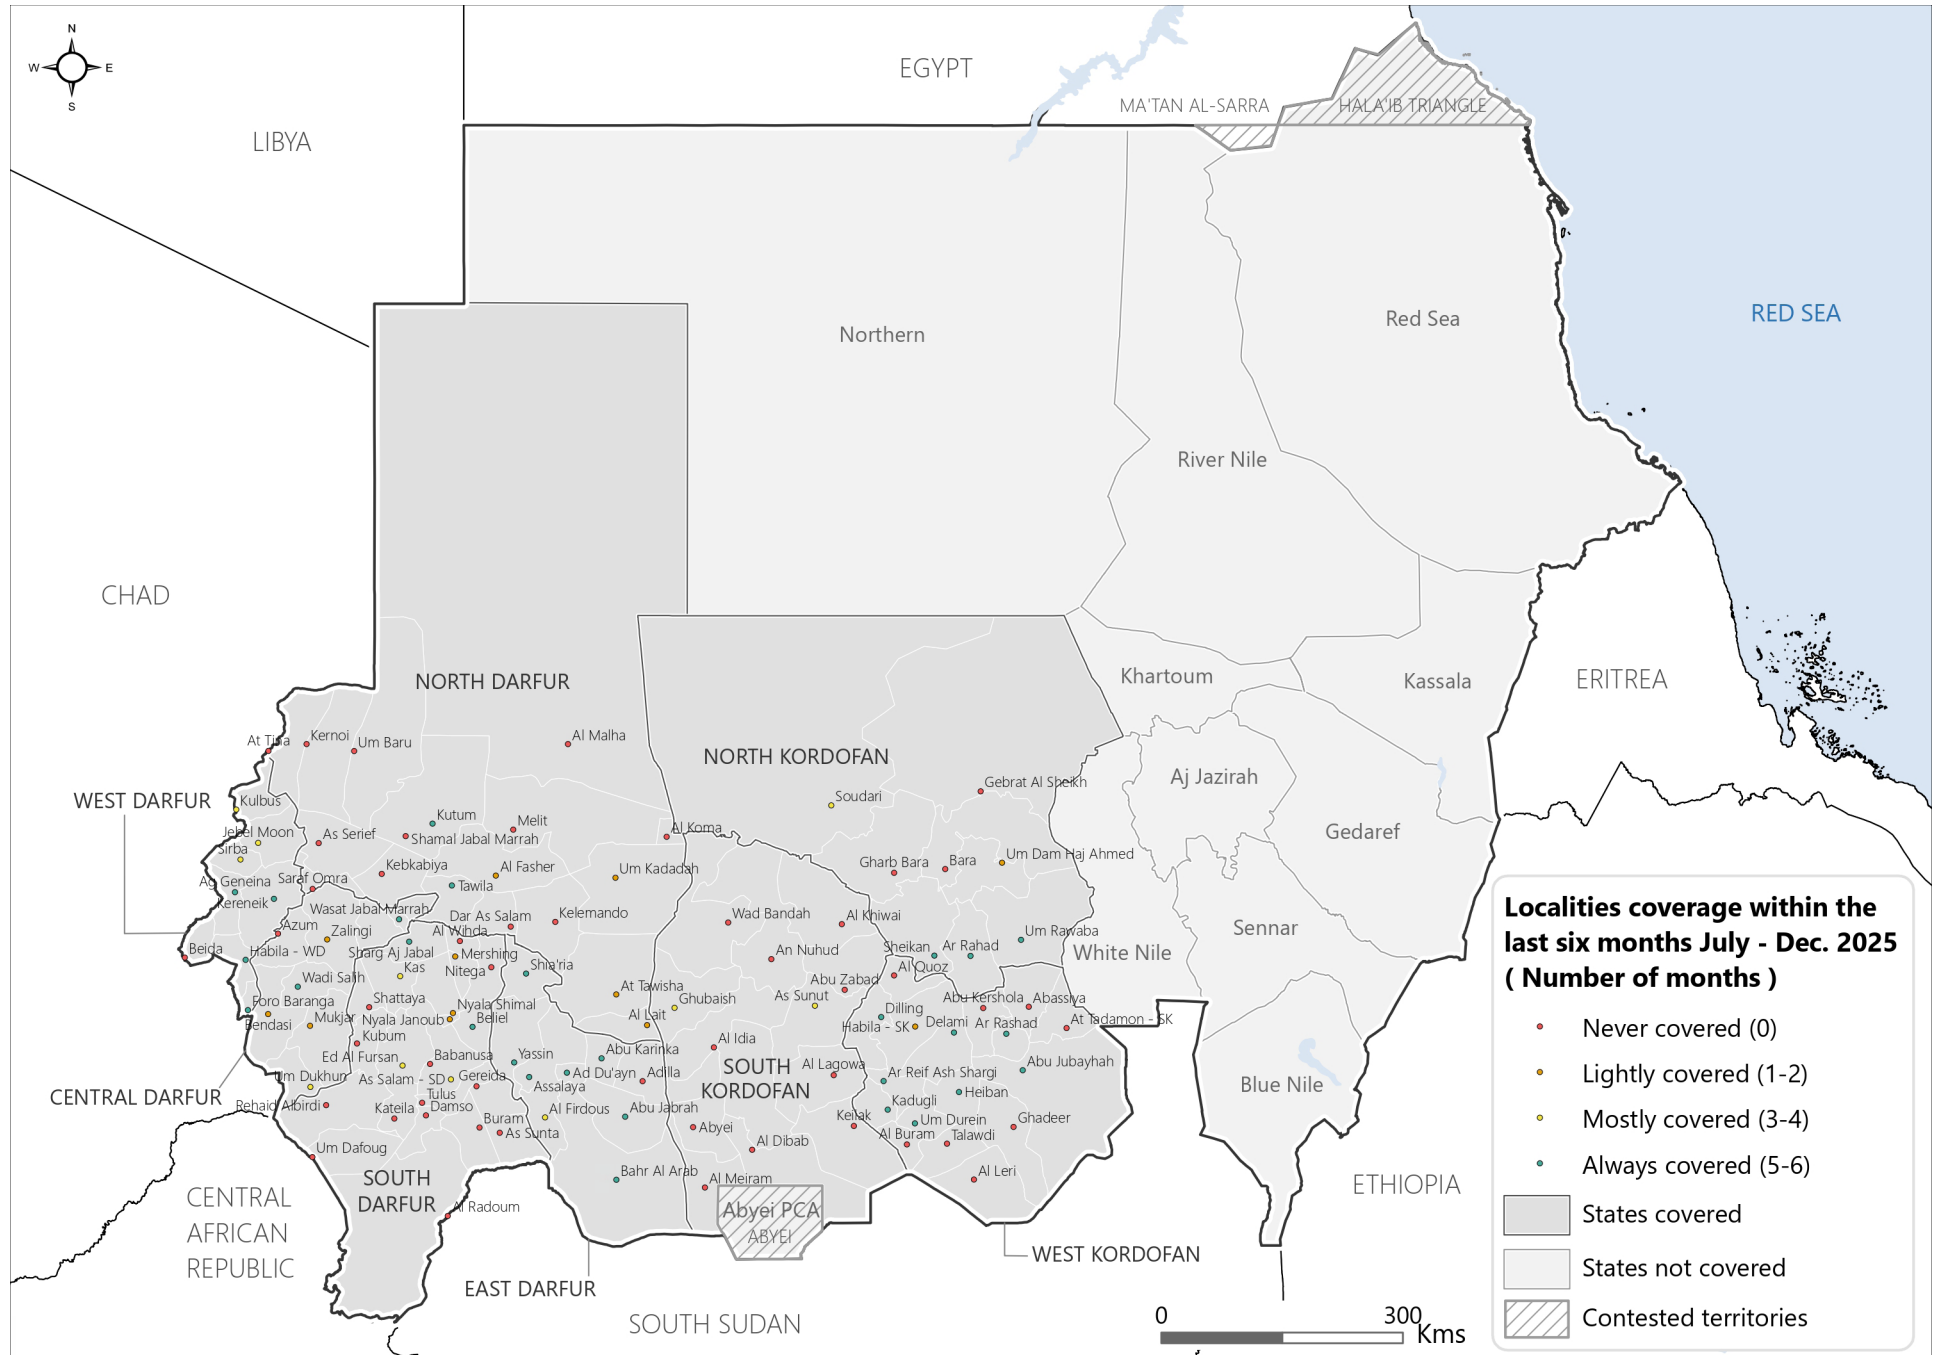 N
W
E
S
EGYPT
MA'TAN AL-SARRA
HALA'IB TRIANGLE
LIBYA
RED SEA
Northern
Red Sea
River Nile
CHAD
NORTH DARFUR
Khartoum
Kassala
ERITREA
At Tina
Kernoi
Um Baru
Al Malha
NORTH KORDOFAN
Aj Jazirah
Gebrat Al Sheikh
WEST DARFUR
Kulbus
Soudari
Kutum
Melit
Gedaref
Jebel Moon
As Serief
Shamal Jabal Marrah
Al Koma
Sirba
Kebkabiya
Al Fasher
Um Kadadah
Gharb Bara
Bara
Um Dam Haj Ahmed
Ag Geneina
Saraf Omra
Tawila
Kereneik
Wasat Jabal Marrah
Dar As Salam
Kelemando
Wad Bandah
Al Khiwai
Azum
Zalingi
Al Wihda
Um Rawaba
Sennar
Beida
Habila - WD
Sharg Aj Jabal
Mershing
An Nuhud
Sheikan
Ar Rahad
White Nile
Kas
Nitega
Shia'ria
Al Quoz
Wadi Salih
Abu Zabad
Foro Baranga
Shattaya
Nyala Shimal
At Tawisha
Ghubaish
As Sunut
Abu Kershola
Abassiya
Bendasi
Mukjar
Nyala Janoub
Beliel
Al Lait
Dilling
Habila - SK
Delami
Ar Rashad
At Tadamon - SK
Kubum
Al Idia
Ed Al Fursan
Babanusa
Yassin
Abu Karinka
Abu Jubayhah
Um Dukhun
As Salam - SD
Gereida
Assalaya
Ad Du'ayn
Adilla
SOUTH
KORDOFAN
Al Lagowa
Ar Reif Ash Shargi
Blue Nile
CENTRAL DARFUR
Rehaid Albirdi
Tulus
Kateila
Damso
Al Firdous
Abu Jabrah
Kadugli
Heiban
Buram
As Sunta
Abyei
Keilak
Um Durein
Ghadeer
Um Dafoug
Al Dibab
Al Buram
Talawdi
SOUTH
DARFUR
Bahr Al Arab
Al Meiram
Al Leri
ETHIOPIA
CENTRAL
AFRICAN
REPUBLIC
Al Radoum
Abyei PCA
ABYEI
WEST KORDOFAN
EAST DARFUR
SOUTH SUDAN
0
300
Kms
Localities coverage within the
last six months July - Dec. 2025
( Number of months )
Never covered (0)
Lightly covered (1-2)
Mostly covered (3-4)
Always covered (5-6)
States covered
States not covered
Contested territories